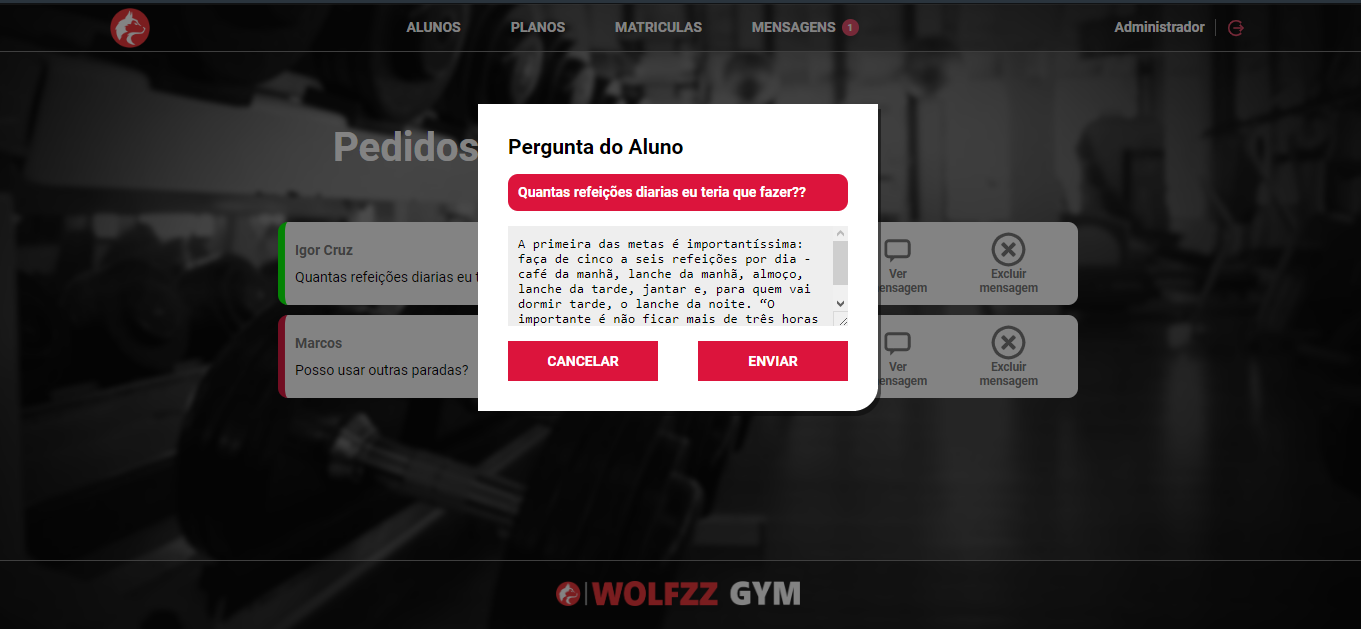 ALUNOS PLANOS MATRICULAS MENSAGENS 1 Administrador
Pedidos
Pergunta do Aluno
Quantas refeições diarias eu teria que fazer??
A primeira das metas é importantíssima:
faça de cinco a seis refeições por dia -
café da manhã, lanche da manhã, almoço,
lanche da tarde, jantar e, para quem vai
dormir tarde, o lanche da noite. “O
importante é não ficar mais de três horas
CANCELAR ENVIAR
Igor Cruz
Quantas refeições diarias eu
Ver
ensagem
Excluir
mensagem
Marcos
Posso usar outras paradas?
Ver
ensagem
Excluir
mensagem
WOLFZZ GYM